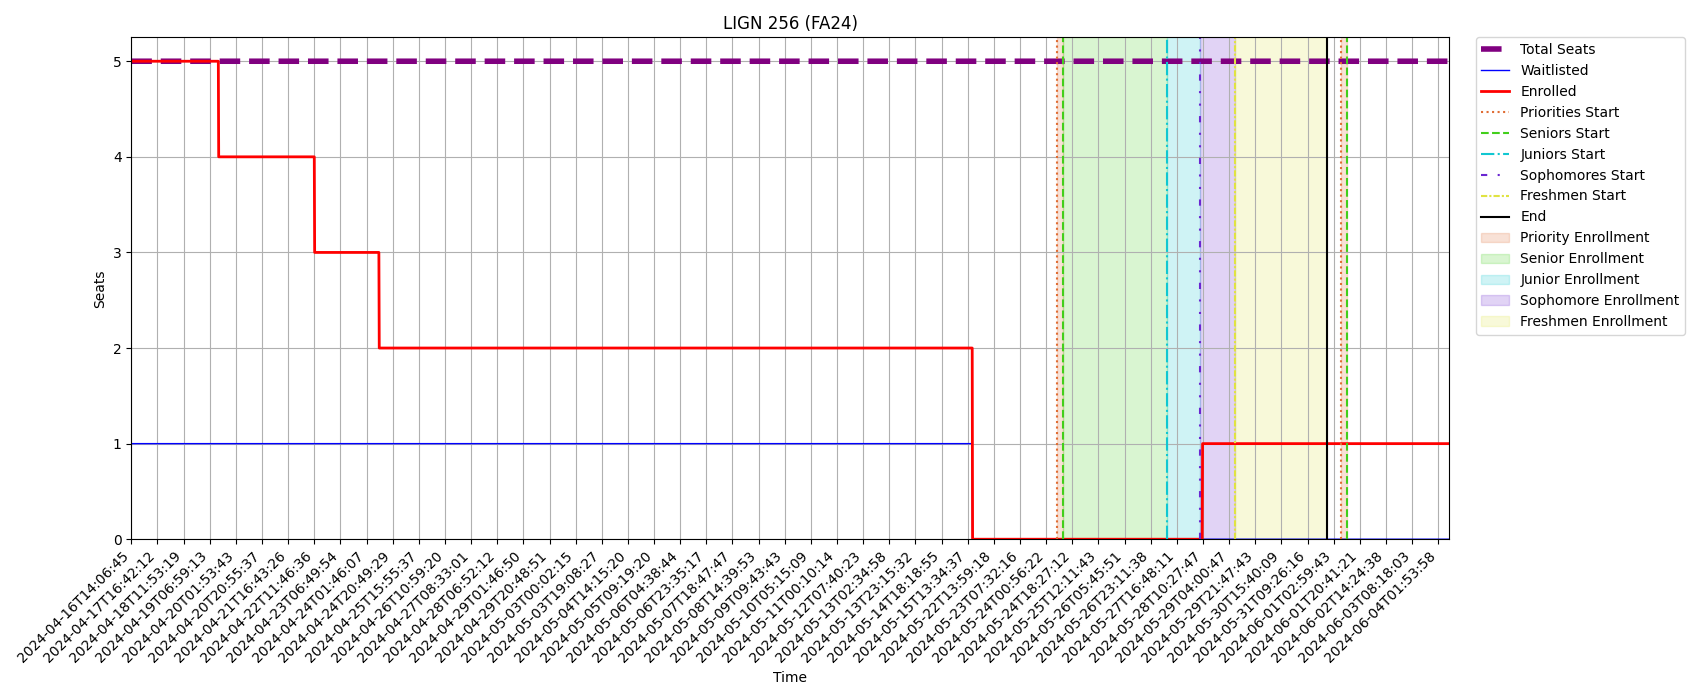 LIGN 256 (FA24)
Total Seats
Waitlisted
Enrolled
Priorities Start
Seniors Start
Juniors Start
Sophomores Start
Freshmen Start
End
Priority Enrollment
Senior Enrollment
Junior Enrollment
Sophomore Enrollment
Freshmen Enrollment
Seats
5
4
3
2
1
0
2024-04-16T14:06:45
2024-04-17T16:42:12
2024-04-18T11:53:19
2024-04-19T06:59:13
2024-04-20T01:53:43
2024-04-20T20:55:37
2024-04-21T16:43:26
2024-04-22T11:46:36
2024-04-23T06:49:54
2024-04-24T01:46:07
2024-04-24T20:49:29
2024-04-25T15:55:37
2024-04-26T10:59:20
2024-04-27T08:33:01
2024-04-28T06:52:12
2024-04-29T01:46:50
2024-04-29T20:48:51
2024-05-03T00:02:15
2024-05-03T19:08:27
2024-05-04T14:15:20
2024-05-05T09:19:20
2024-05-06T04:38:44
2024-05-06T23:35:17
2024-05-07T18:47:47
2024-05-08T14:39:53
2024-05-09T09:43:43
2024-05-10T05:15:09
2024-05-11T00:10:14
2024-05-12T07:40:23
2024-05-13T02:34:58
2024-05-13T23:15:32
2024-05-14T18:18:55
2024-05-15T13:34:37
2024-05-22T13:59:18
2024-05-23T07:32:16
2024-05-24T00:56:22
2024-05-24T18:27:12
2024-05-25T12:11:43
2024-05-26T05:45:51
2024-05-26T23:11:38
2024-05-27T16:48:11
2024-05-28T10:27:47
2024-05-29T04:00:47
2024-05-29T21:47:43
2024-05-30T15:40:09
2024-05-31T09:26:16
2024-06-01T02:59:43
2024-06-01T20:41:21
2024-06-02T14:24:38
2024-06-03T08:18:03
2024-06-04T01:53:58
Time